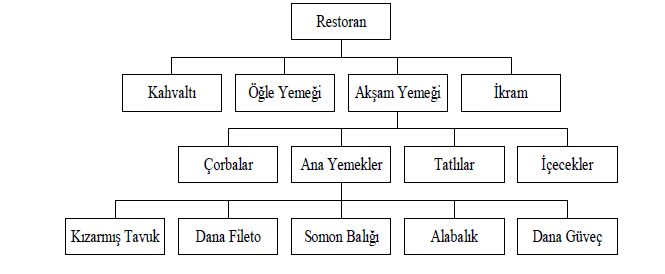 Restoran
Kahvaltı
Öğle Yemeği
Akşam Yemeği
İkram
Çorbalar
Ana Yemekler
Tatlılar
İçecekler
Kızarmış Tavuk
Dana Fileto
Somon Balığı
Alabalık
Dana Güveç